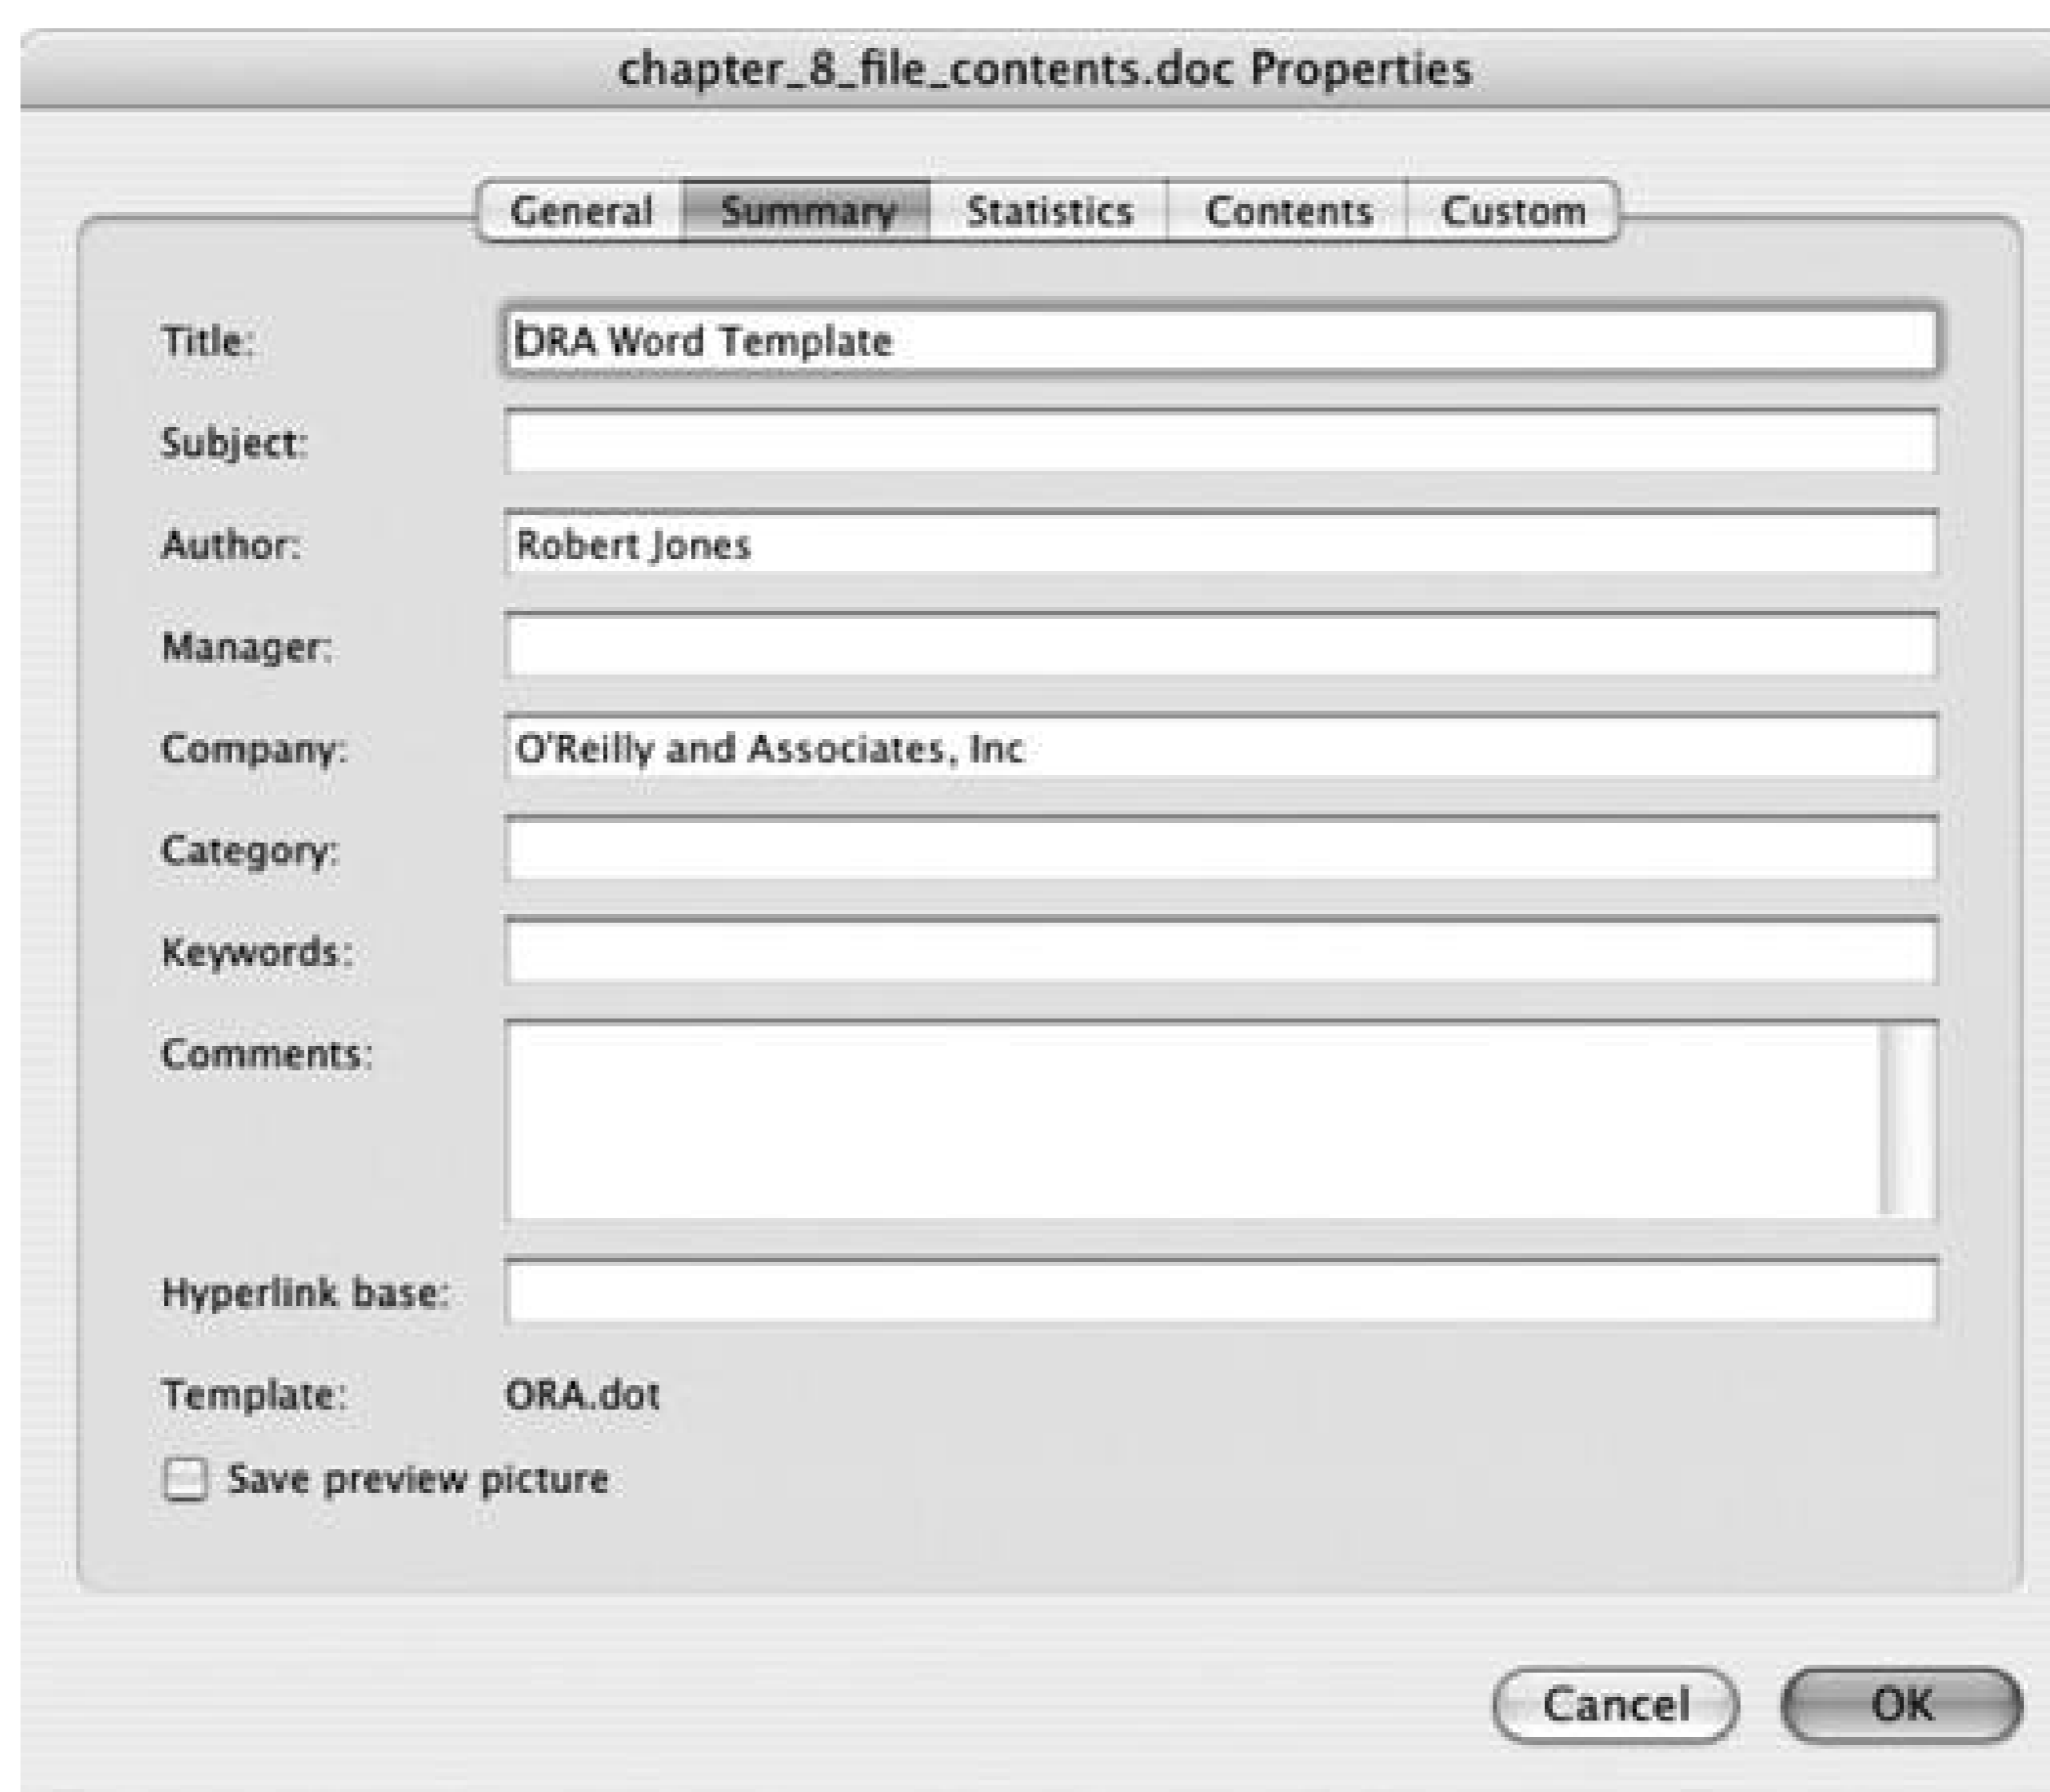 chapter_8_file_contents.doc Properties
General Summary Statistics Contents Custom
Title: ORA Word Template
Subject:
Author: Robert Jones
Manager:
Company: O'Reilly and Associates, Inc
Category:
Keywords:
Comments:
Hyperlink base:
Template: ORA.dot
Save preview picture
Cancel OK